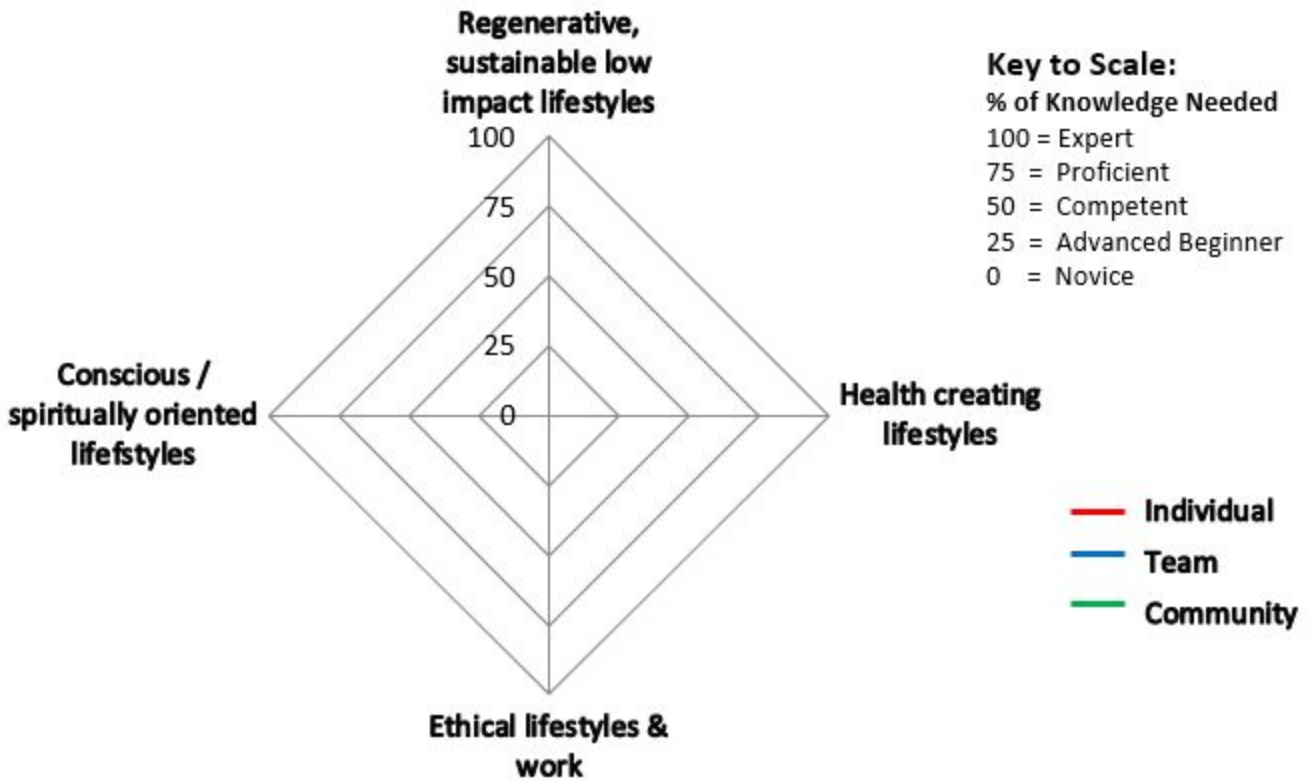 Regenerative,
sustainable low
impact lifestyles
Key to Scale:
% of Knowledge Needed
100 = Expert
75 = Proficient
50 = Competent
25 = Advanced Beginner
0 = Novice
100
75
50
25
0
Conscious /
spiritually oriented
lifefstyles
Health creating
lifestyles
Individual
Team
Community
Ethical lifestyles &
work